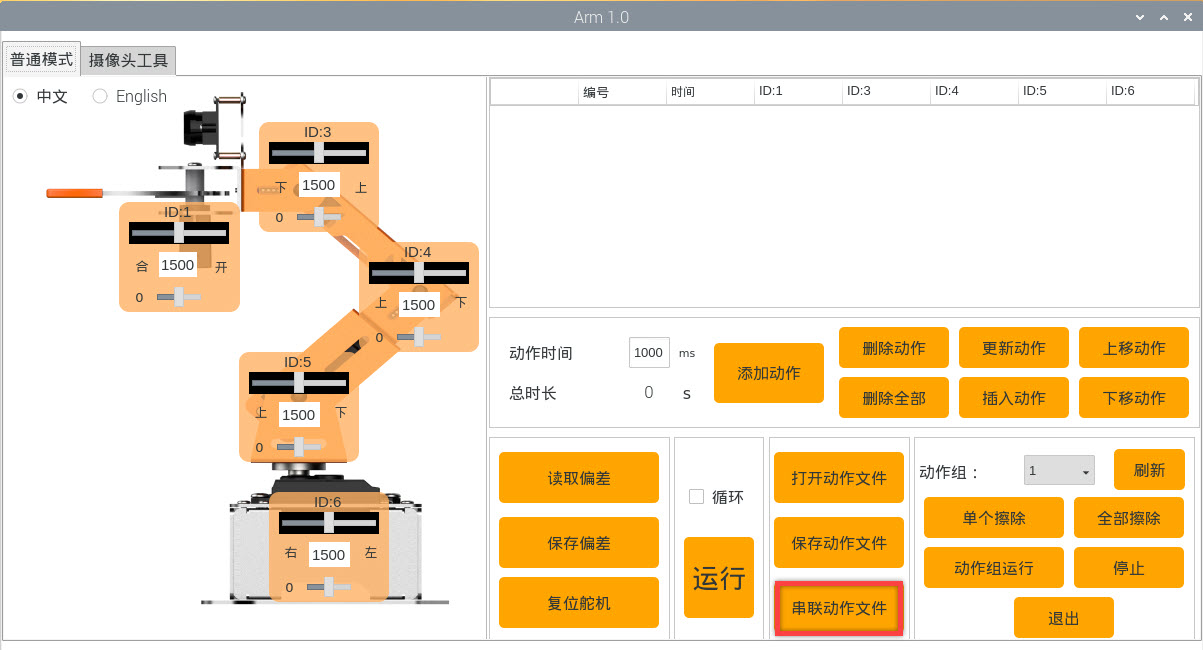 Arm 1.0
普通模式 摄像头工具
中文 English
编号 时间 ID:1 ID:3 ID:4 ID:5 ID:6
ID:3
下 1500 上
0
ID:1
合 1500 开
0
ID:4
上 1500 下
0
ID:5
上 1500 下
0
ID:6
右 1500 左
0
动作时间 1000 ms
总时长 0 s
添加动作
删除动作 更新动作 上移动作
删除全部 插入动作 下移动作
读取偏差
保存偏差
复位舵机
循环
运行
打开动作文件
保存动作文件
串联动作文件
动作组： 1 刷新
单个擦除 全部擦除
动作组运行 停止
退出